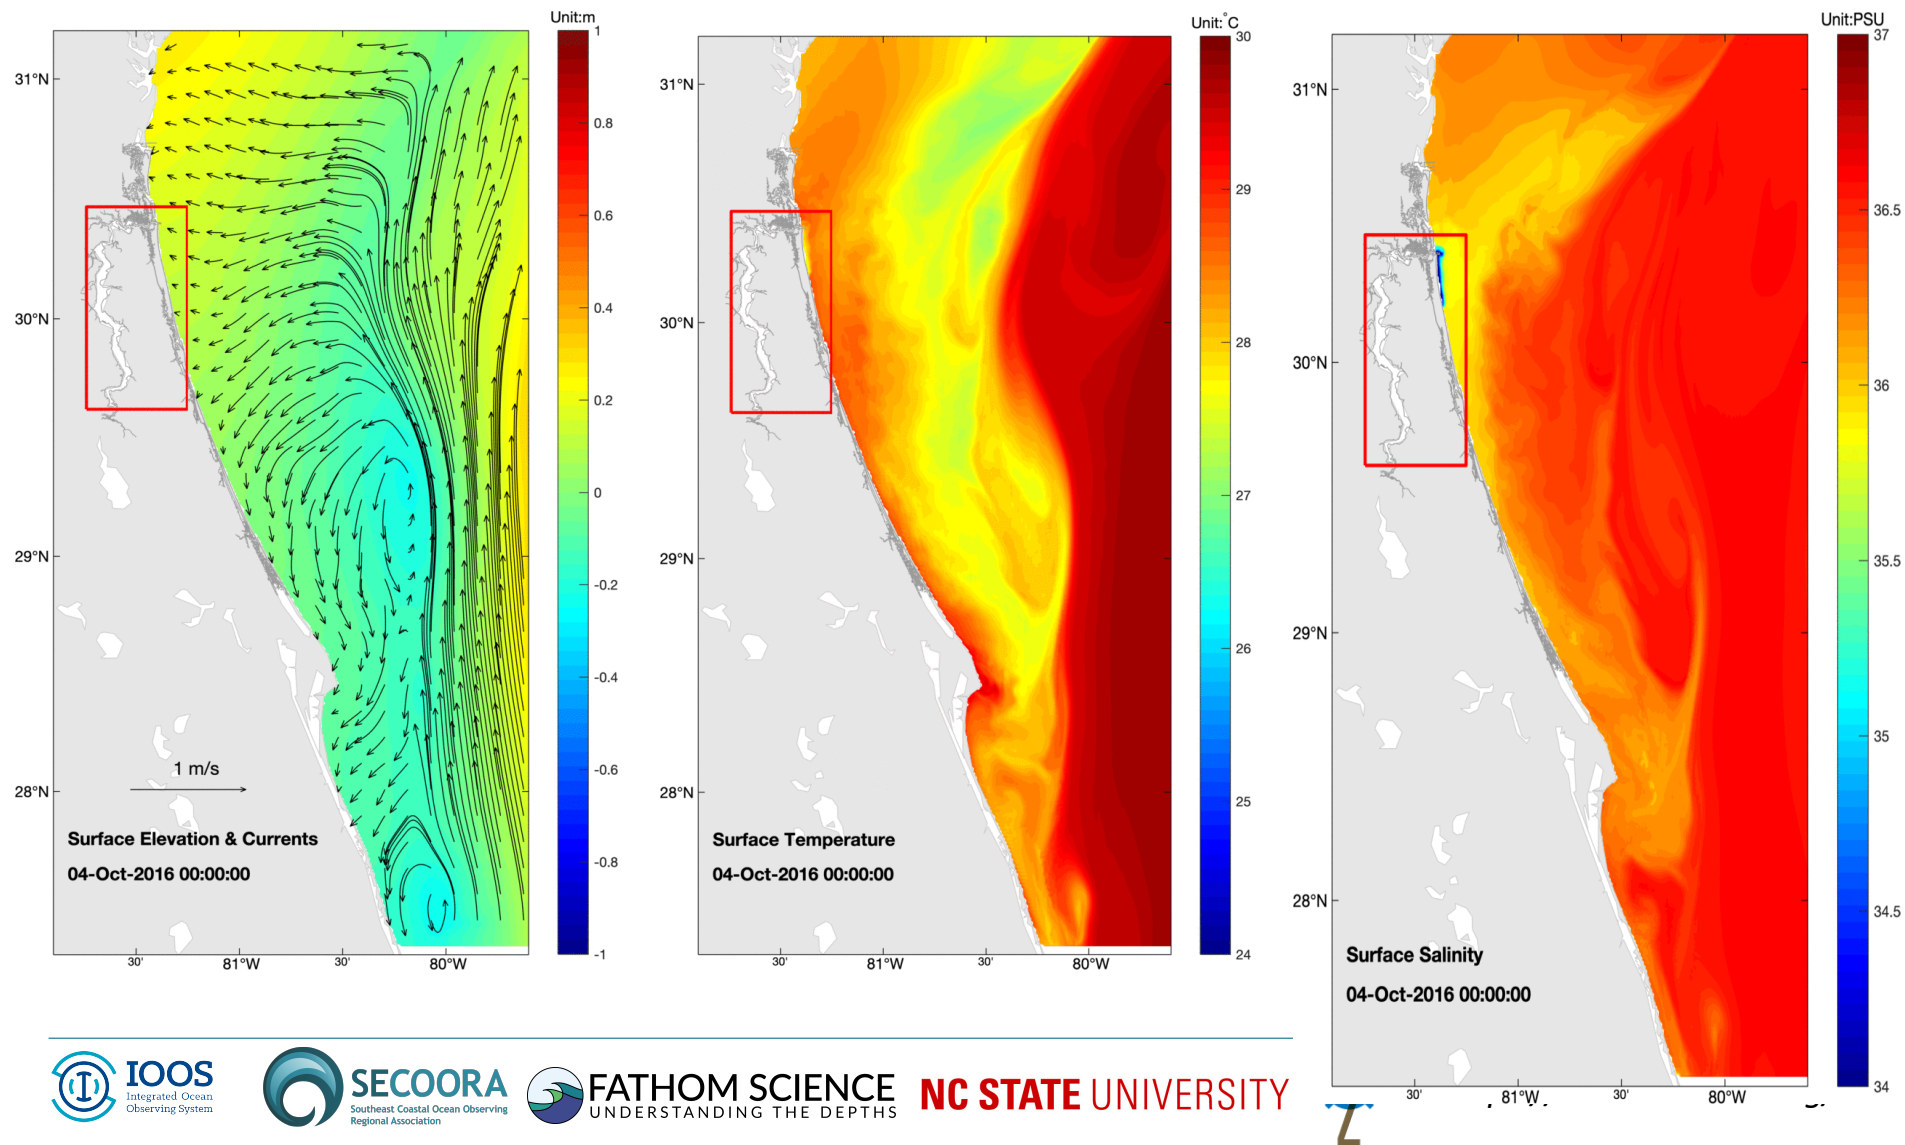 Unit:m
1
0.8
0.6
0.4
0.2
0
-0.2
-0.4
-0.6
-0.8
-1
31°N
30°N
29°N
28°N
30'
81°W
30'
80°W
1 m/s
Surface Elevation & Currents
04-Oct-2016 00:00:00
Unit:°C
30
29
28
27
26
25
24
31°N
30°N
29°N
28°N
30'
81°W
30'
80°W
Surface Temperature
04-Oct-2016 00:00:00
Unit:PSU
37
36.5
36
35.5
35
34.5
34
31°N
30°N
29°N
28°N
30'
81°W
30'
80°W
Surface Salinity
04-Oct-2016 00:00:00
IOOS
Integrated Ocean
Observing System
SECOORA
Southeast Coastal Ocean Observing
Regional Association
FATHOM SCIENCE
UNDERSTANDING THE DEPTHS
NC STATE UNIVERSITY